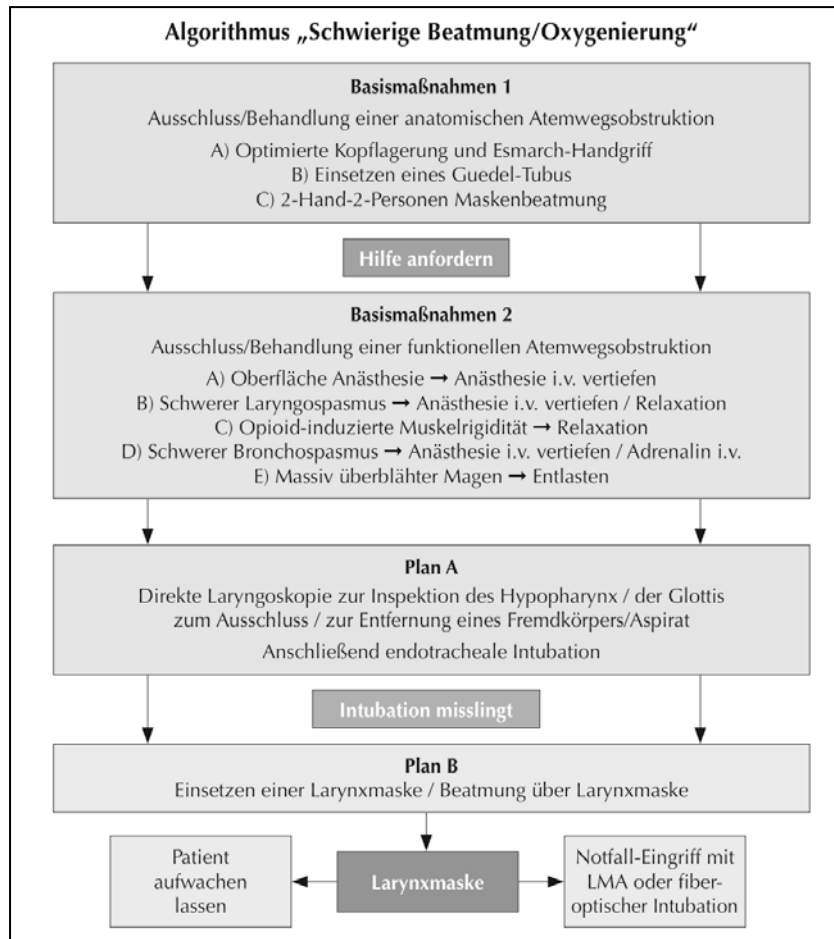 Algorithmus „Schwierige Beatmung/Oxygenierung“
Basismaßnahmen 1
Ausschluss/Behandlung einer anatomischen Atemwegsobstruktion
A) Optimierte Kopflagerung und Esmarch-Handgriff
B) Einsetzen eines Guedel-Tubus
C) 2-Hand-2-Personen Maskenbeatmung
Hilfe anfordern
Basismaßnahmen 2
Ausschluss/Behandlung einer funktionellen Atemwegsobstruktion
A) Oberfläche Anästhesie → Anästhesie i.v. vertiefen
B) Schwerer Laryngospasmus → Anästhesie i.v. vertiefen / Relaxation
C) Opioid-induzierte Muskelrigidität → Relaxation
D) Schwerer Bronchospasmus → Anästhesie i.v. vertiefen / Adrenalin i.v.
E) Massiv überblähter Magen → Entlasten
Plan A
Direkte Laryngoskopie zur Inspektion des Hypopharynx / der Glottis
zum Ausschluss / zur Entfernung eines Fremdkörpers/Aspirat
Anschließend endotracheale Intubation
Intubation misslingt
Plan B
Einsetzen einer Larynxmaske / Beatmung über Larynxmaske
Patient
aufwachen
lassen
Larynxmaske
Notfall-Eingriff mit
LMA oder fiber-
optischer Intubation